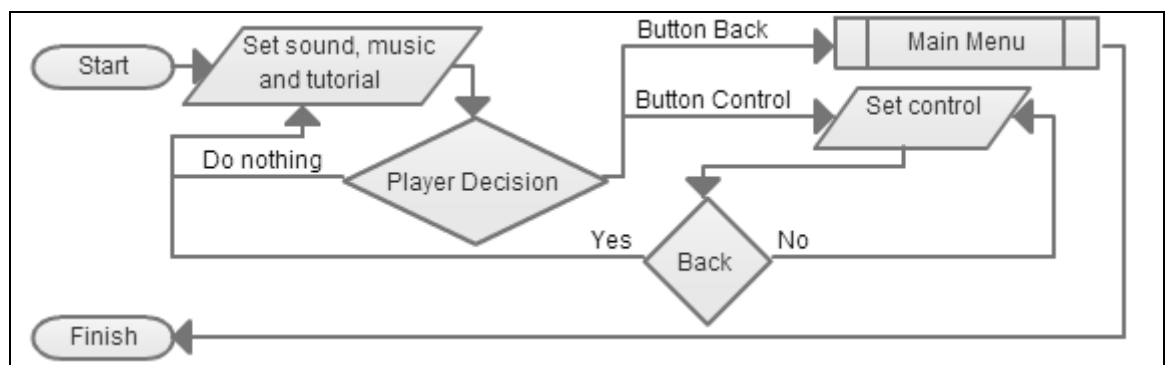 Start
Set sound, music
and tutorial
Button Back
Main Menu
Button Control
Set control
Do nothing
Player Decision
Yes
Back
No
Finish